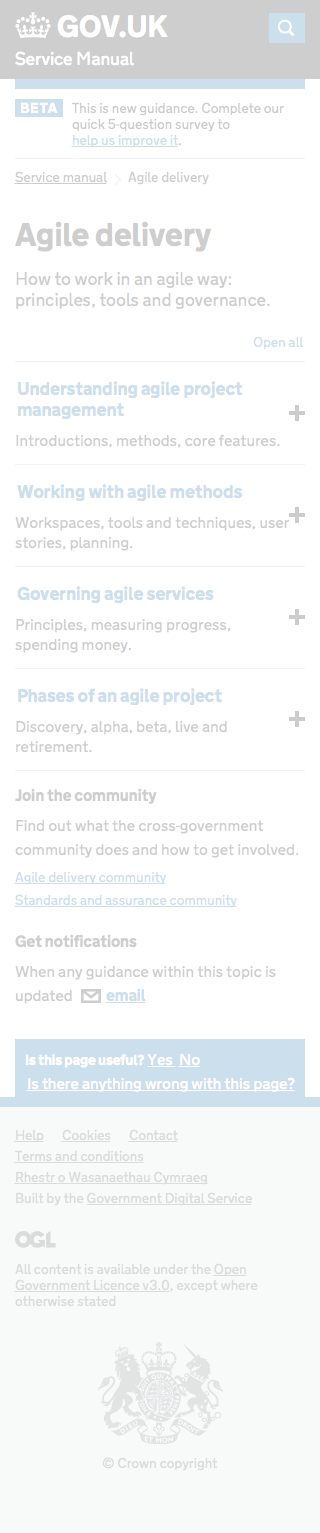 GOV.UK
Service Manual
BETA This is new guidance. Complete our
quick 5-question survey to
help us improve it.
Service manual Agile delivery
Agile delivery
How to work in an agile way:
principles, tools and governance.
Open all
Understanding agile project
management
Introductions, methods, core features.
Working with agile methods
Workspaces, tools and techniques, user
stories, planning.
Governing agile services
Principles, measuring progress,
spending money.
Phases of an agile project
Discovery, alpha, beta, live and
retirement.
Join the community
Find out what the cross-government
community does and how to get involved.
Agile delivery community
Standards and assurance community
Get notifications
When any guidance within this topic is
updated email
Is this page useful? Yes No
Is there anything wrong with this page?
Help Cookies Contact
Terms and conditions
Rhestr o Wasanaethau Cymraeg
Built by the Government Digital Service
OGL
All content is available under the Open
Government Licence v3.0, except where
otherwise stated
© Crown copyright